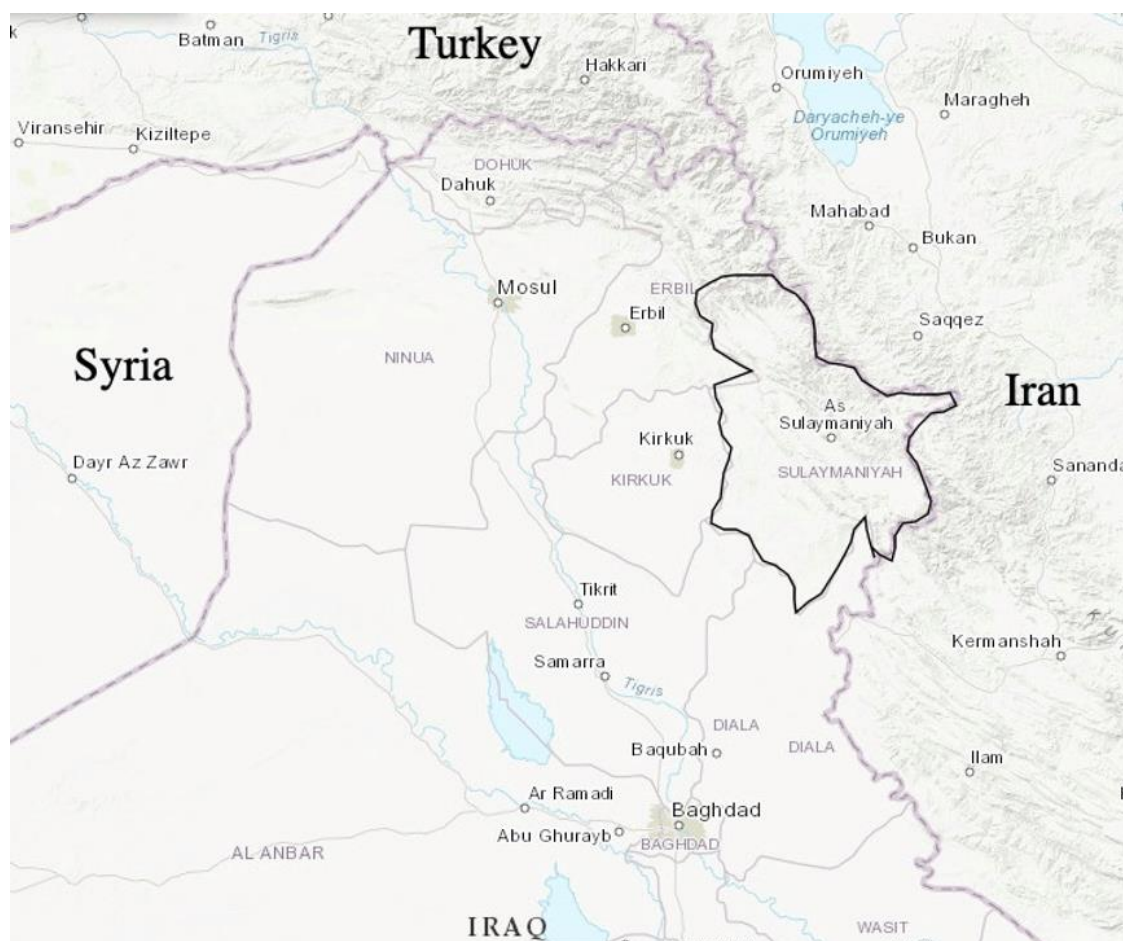 k
Batman
Tigris
Turkey
Hakkari
Orumiyeh
Maragheh
Daryacheh-ye
Orumiyeh
Viransehir
Kiziltepe
DOHUK
Dahuk
Mahabad
Bukan
Mosul
ERBIL
Erbil
Saqqez
Syria
NINUA
Iran
As
Sulaymaniyah
Kirkuk
KIRKUK
SULAYMANIYAH
Dayr Az Zawr
Sananda
Tikrit
SALAHUDDIN
Kermanshah
Samarra
Tigris
DIALA
Baqubah
DIALA
Ilam
Ar Ramadi
Baghdad
Abu Ghurayb
BAGHDAD
AL ANBAR
IRAQ
WASIT